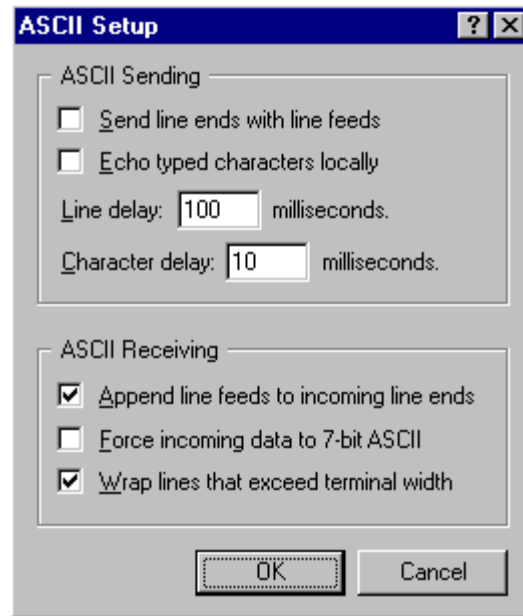 ASCII Setup
ASCII Sending
Send line ends with line feeds
Echo typed characters locally
Line delay: 100 milliseconds.
Character delay: 10 milliseconds.
ASCII Receiving
Append line feeds to incoming line ends
Force incoming data to 7-bit ASCII
Wrap lines that exceed terminal width
OK Cancel